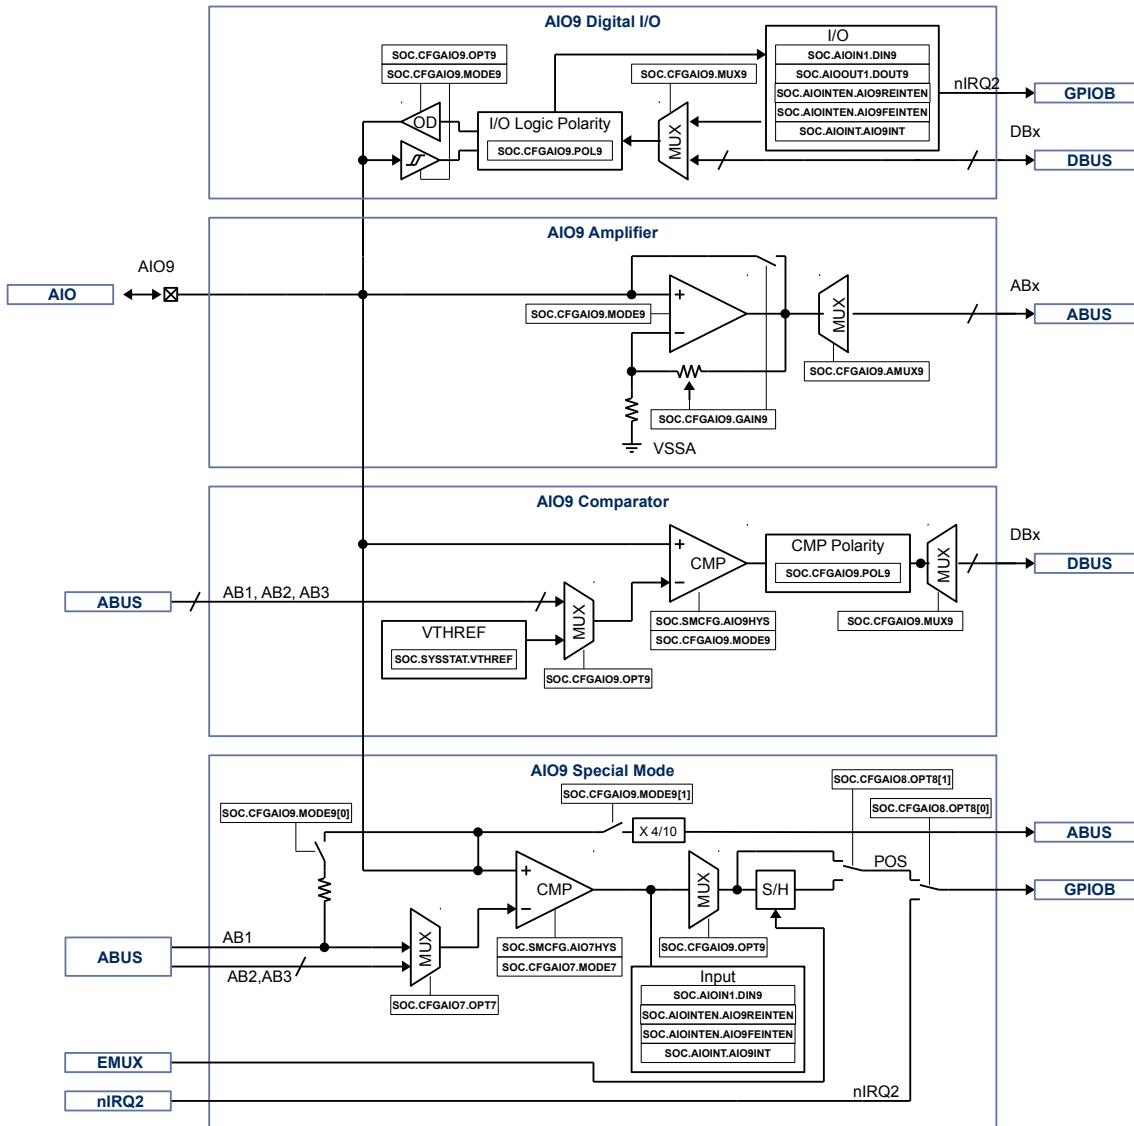 AIO9 Digital I/O
SOC.CFGAIO9.OPT9
SOC.CFGAIO9.MODE9
OD
I/O Logic Polarity
SOC.CFGAIO9.POL9
SOC.CFGAIO9.MUX9
MUX
I/O
SOC.AIOIN1.DIN9
SOC.AIOOUT1.DOUT9
SOC.AIOINTEN.AIO9REINTEN
SOC.AIOINTEN.AIO9FEINTEN
SOC.AIOINT.AIO9INT
nIRQ2
GPIOB
DBx
DBUS
AIO9 Amplifier
AIO
AIO9
SOC.CFGAIO9.MODE9
+
−
MUX
ABx
ABUS
SOC.CFGAIO9.AMUX9
SOC.CFGAIO9.GAIN9
VSSA
AIO9 Comparator
ABUS
AB1, AB2, AB3
VTHREF
SOC.SYSSTAT.VTHREF
MUX
SOC.CFGAIO9.OPT9
+
−
CMP
SOC.SMCFG.AIO9HYS
SOC.CFGAIO9.MODE9
CMP Polarity
SOC.CFGAIO9.POL9
MUX
SOC.CFGAIO9.MUX9
DBx
DBUS
AIO9 Special Mode
SOC.CFGAIO9.MODE9[0]
SOC.CFGAIO9.MODE9[1]
SOC.CFGAIO8.OPT8[1]
SOC.CFGAIO8.OPT8[0]
X 4/10
ABUS
+
−
CMP
MUX
S/H
POS
GPIOB
ABUS
AB1
AB2,AB3
MUX
SOC.CFGAIO7.OPT7
SOC.SMCFG.AIO7HYS
SOC.CFGAIO7.MODE7
SOC.CFGAIO9.OPT9
Input
SOC.AIOIN1.DIN9
SOC.AIOINTEN.AIO9REINTEN
SOC.AIOINTEN.AIO9FEINTEN
SOC.AIOINT.AIO9INT
EMUX
nIRQ2
nIRQ2